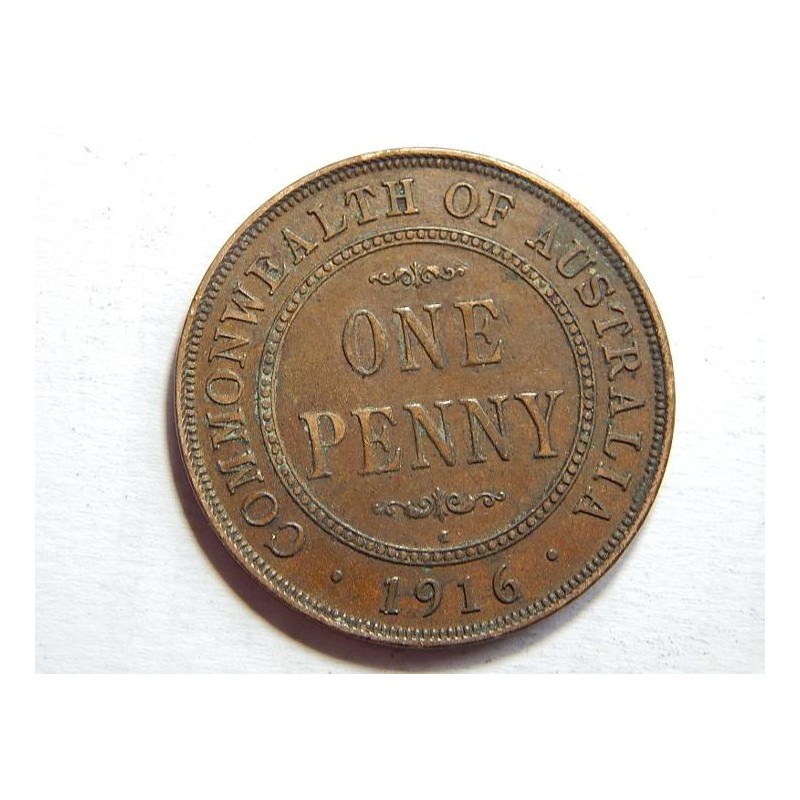 COMMONWEALTH OF AUSTRALIA
ONE
PENNY
I
· 1916 ·